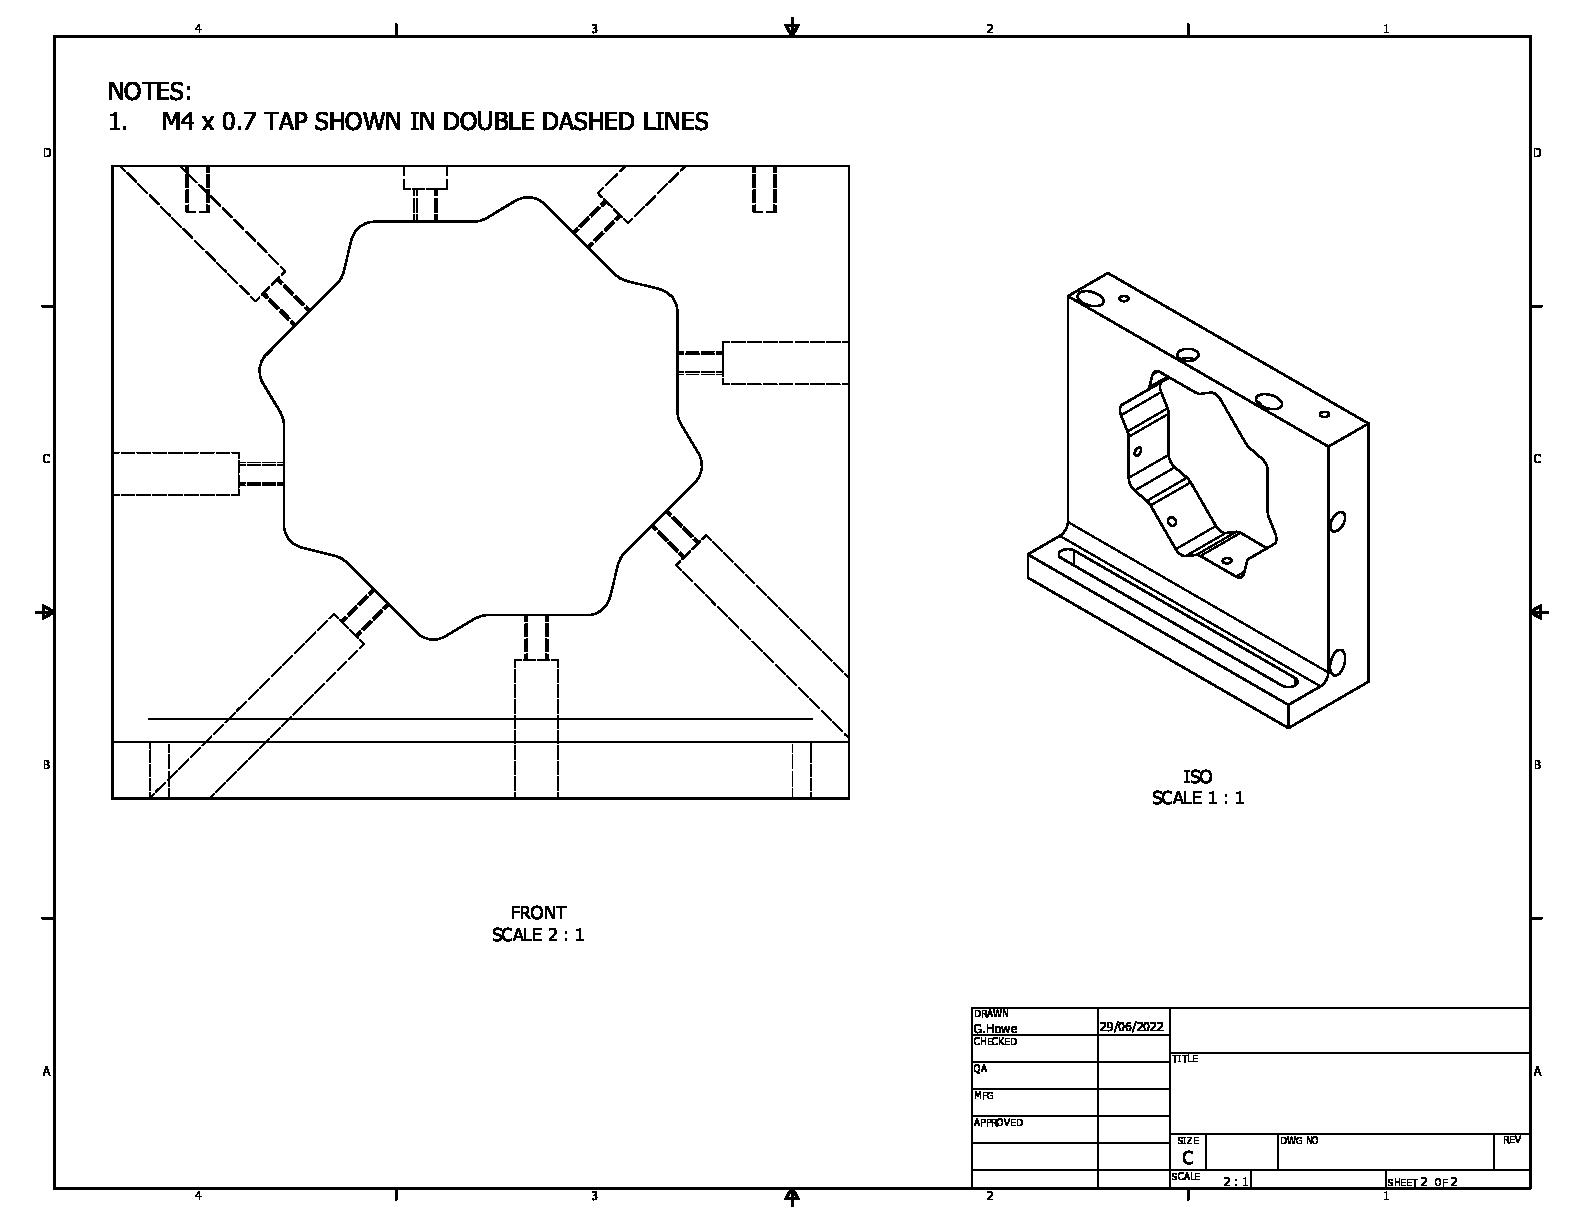 4 3 2 1
NOTES:
1. M4 x 0.7 TAP SHOWN IN DOUBLE DASHED LINES
D D
C C
ISO
B B
SCALE 1 : 1
FRONT
SCALE 2 : 1
DRAWN
G.Howe 29/06/2022
CHECKED
TITLE
QA
A A
MFG
APPROVED
SIZE DWG NO REV
C
SCALE 2 : 1 SHEET 2 OF 2
4 3 2 1